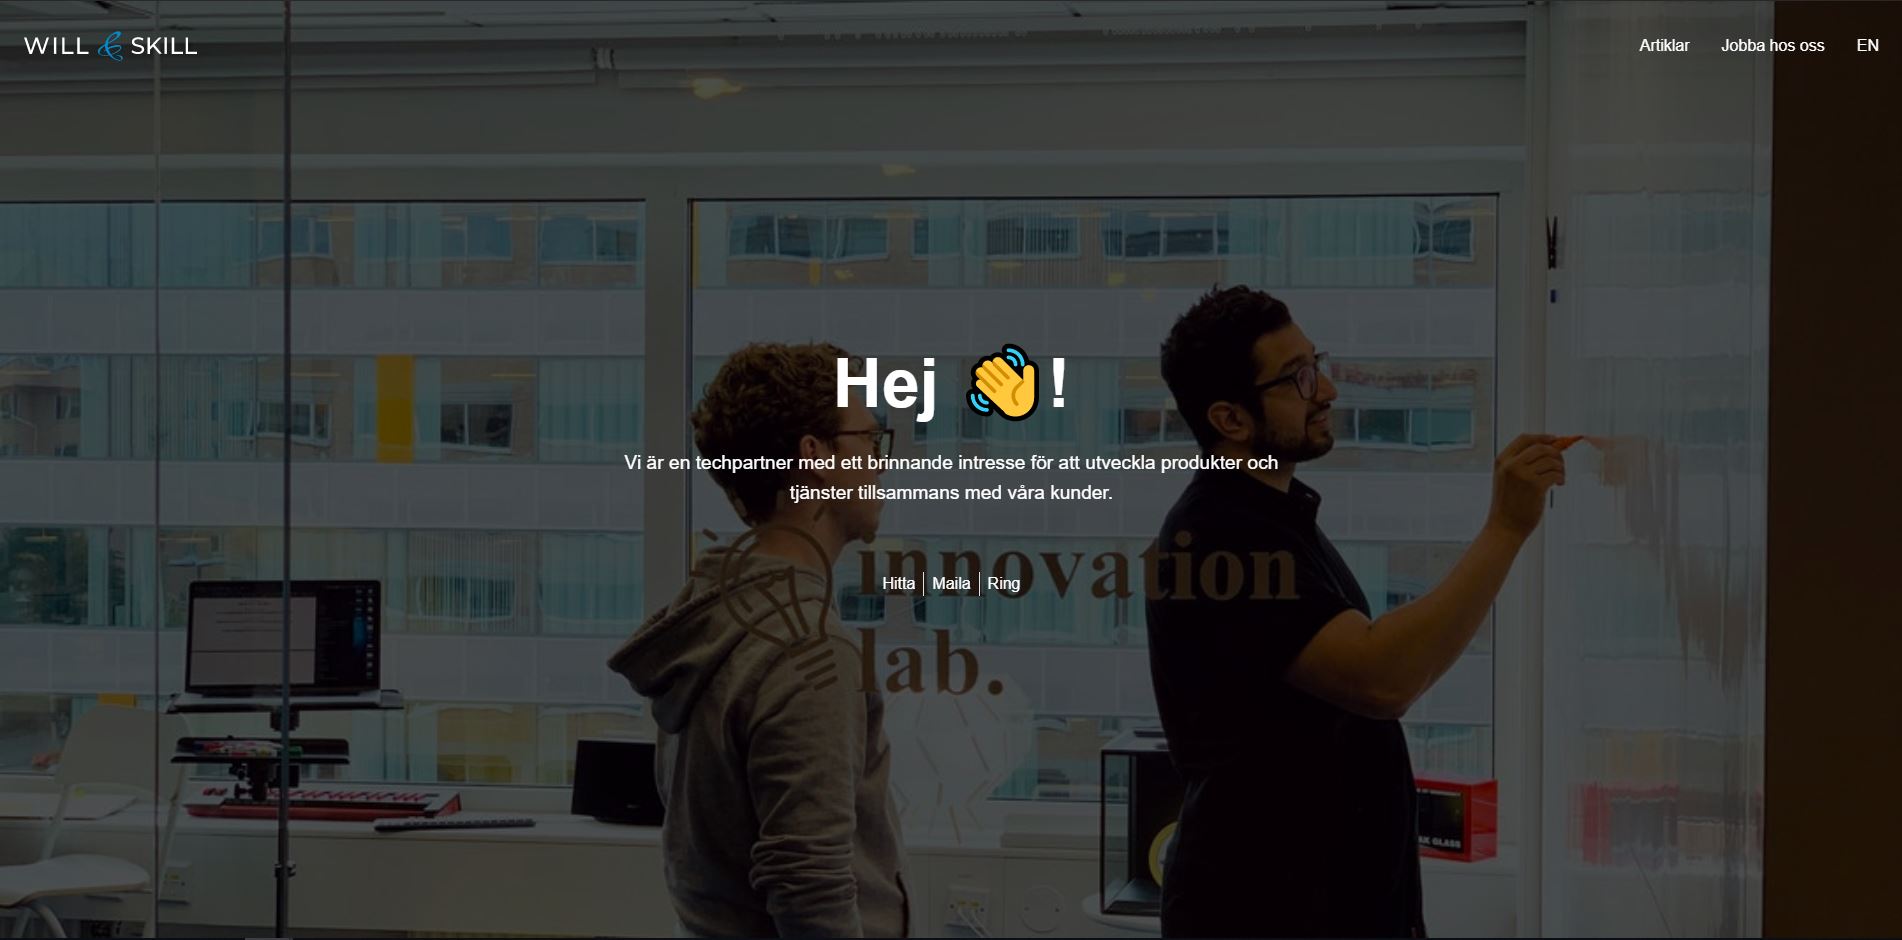 WILL & SKILL
Artiklar
Jobba hos oss
EN
Hej 👋!
Vi är en techpartner med ett brinnande intresse för att utveckla produkter och
tjänster tillsammans med våra kunder.
Hitta
Maila
Ring
innovation
lab.
GLASS